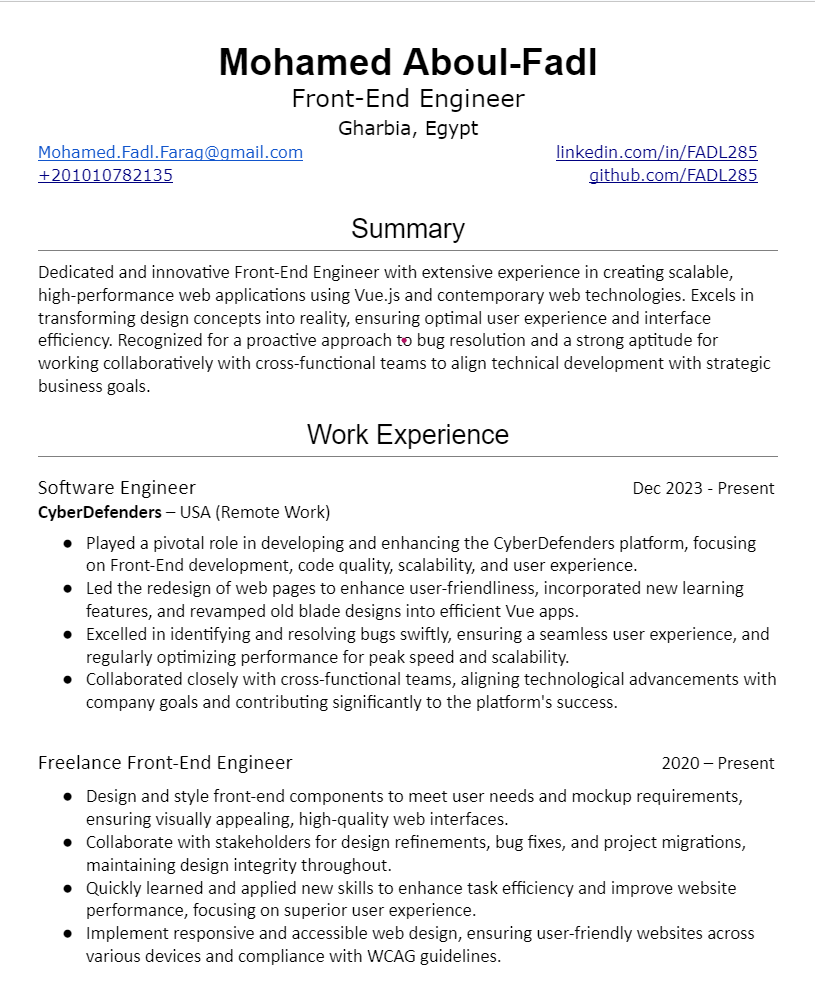 Mohamed Aboul-Fadl
Front-End Engineer
Gharbia, Egypt
Mohamed.Fadl.Farag@gmail.com linkedin.com/in/FADL285
+201010782135 github.com/FADL285
Summary
Dedicated and innovative Front-End Engineer with extensive experience in creating scalable,
high-performance web applications using Vue.js and contemporary web technologies. Excels in
transforming design concepts into reality, ensuring optimal user experience and interface
efficiency. Recognized for a proactive approach to bug resolution and a strong aptitude for
working collaboratively with cross-functional teams to align technical development with strategic
business goals.
Work Experience
Software Engineer Dec 2023 - Present
CyberDefenders – USA (Remote Work)
● Played a pivotal role in developing and enhancing the CyberDefenders platform, focusing
on Front-End development, code quality, scalability, and user experience.
● Led the redesign of web pages to enhance user-friendliness, incorporated new learning
features, and revamped old blade designs into efficient Vue apps.
● Excelled in identifying and resolving bugs swiftly, ensuring a seamless user experience, and
regularly optimizing performance for peak speed and scalability.
● Collaborated closely with cross-functional teams, aligning technological advancements with
company goals and contributing significantly to the platform's success.
Freelance Front-End Engineer 2020 – Present
● Design and style front-end components to meet user needs and mockup requirements,
ensuring visually appealing, high-quality web interfaces.
● Collaborate with stakeholders for design refinements, bug fixes, and project migrations,
maintaining design integrity throughout.
● Quickly learned and applied new skills to enhance task efficiency and improve website
performance, focusing on superior user experience.
● Implement responsive and accessible web design, ensuring user-friendly websites across
various devices and compliance with WCAG guidelines.